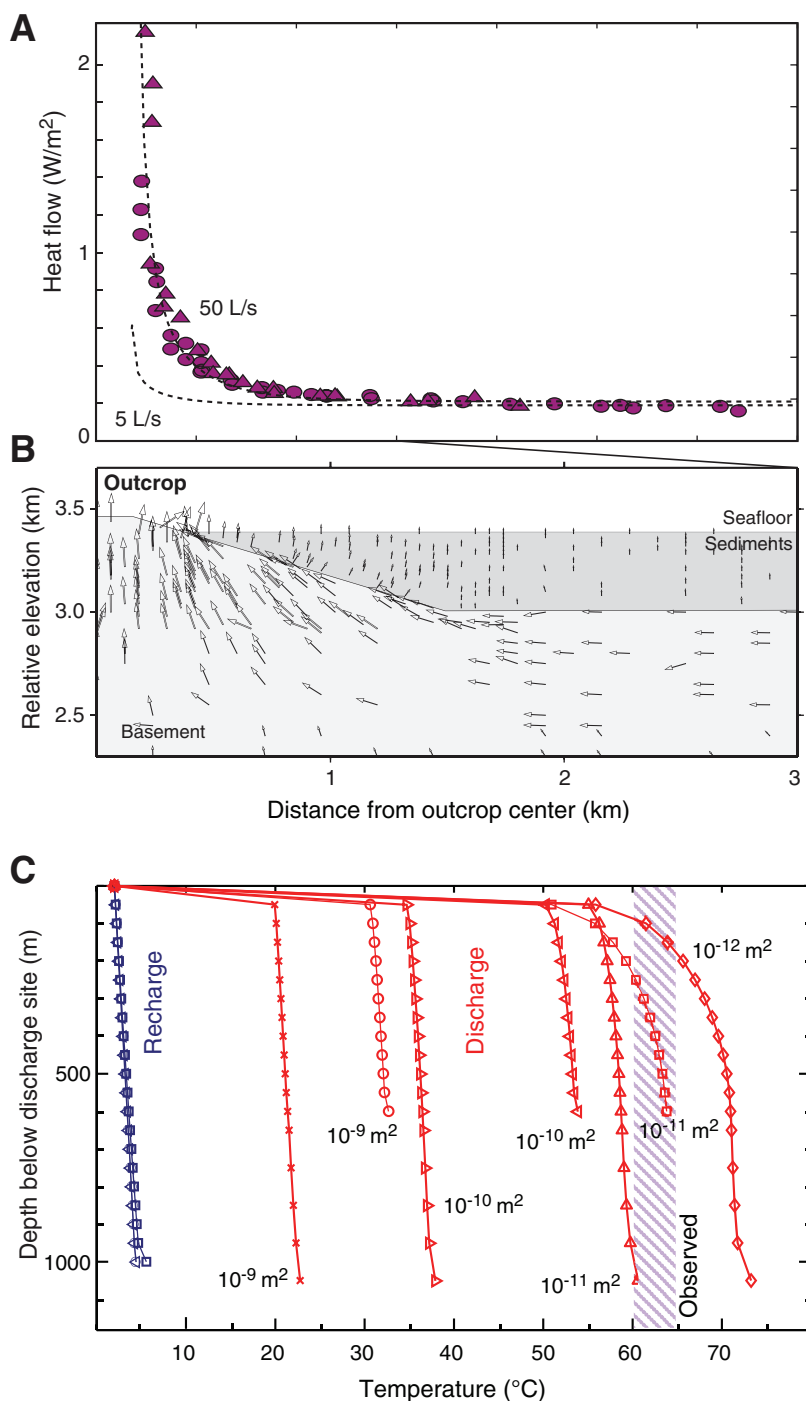 A
2
1
0
Heat flow (W/m²)
50 L/s
5 L/s
B
Outcrop
3.5
3.0
2.5
Relative elevation (km)
Seafloor
Sedimehts
Basement
1
2
3
Distance from outcrop center (km)
C
Depth below discharge site (m)
500
1000
Recharge
Discharge
10⁻¹² m²
10⁻⁹ m²
10⁻¹⁰ m²
10⁻¹¹ m²
10⁻¹⁰ m²
10⁻⁹ m²
10⁻¹¹ m²
Observed
10
20
30
40
50
60
70
Temperature (°C)